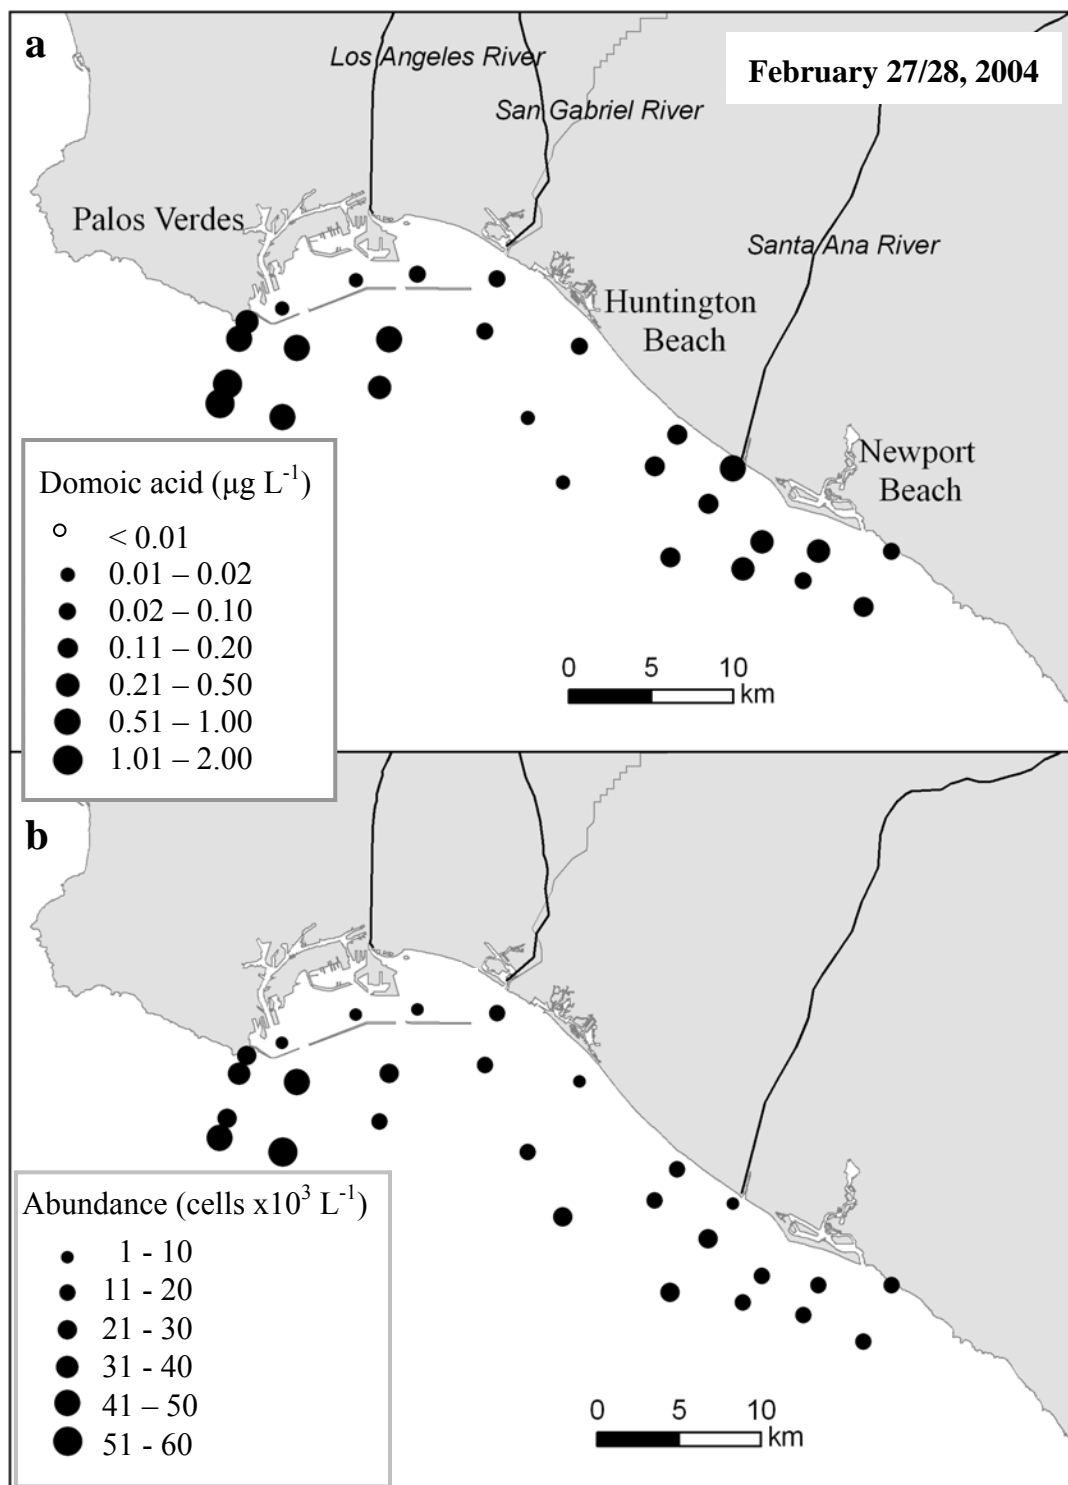 a
Los Angeles River
February 27/28, 2004
San Gabriel River
Palos Verdes
Santa Ana River
Huntington
Beach
Newport
Beach
Domoic acid (µg L⁻¹)
< 0.01
0.01 – 0.02
0.02 – 0.10
0.11 – 0.20
0.21 – 0.50
0.51 – 1.00
1.01 – 2.00
0 5 10
km
b
Abundance (cells x10³ L⁻¹)
1 - 10
11 - 20
21 - 30
31 - 40
41 – 50
51 - 60
0 5 10
km